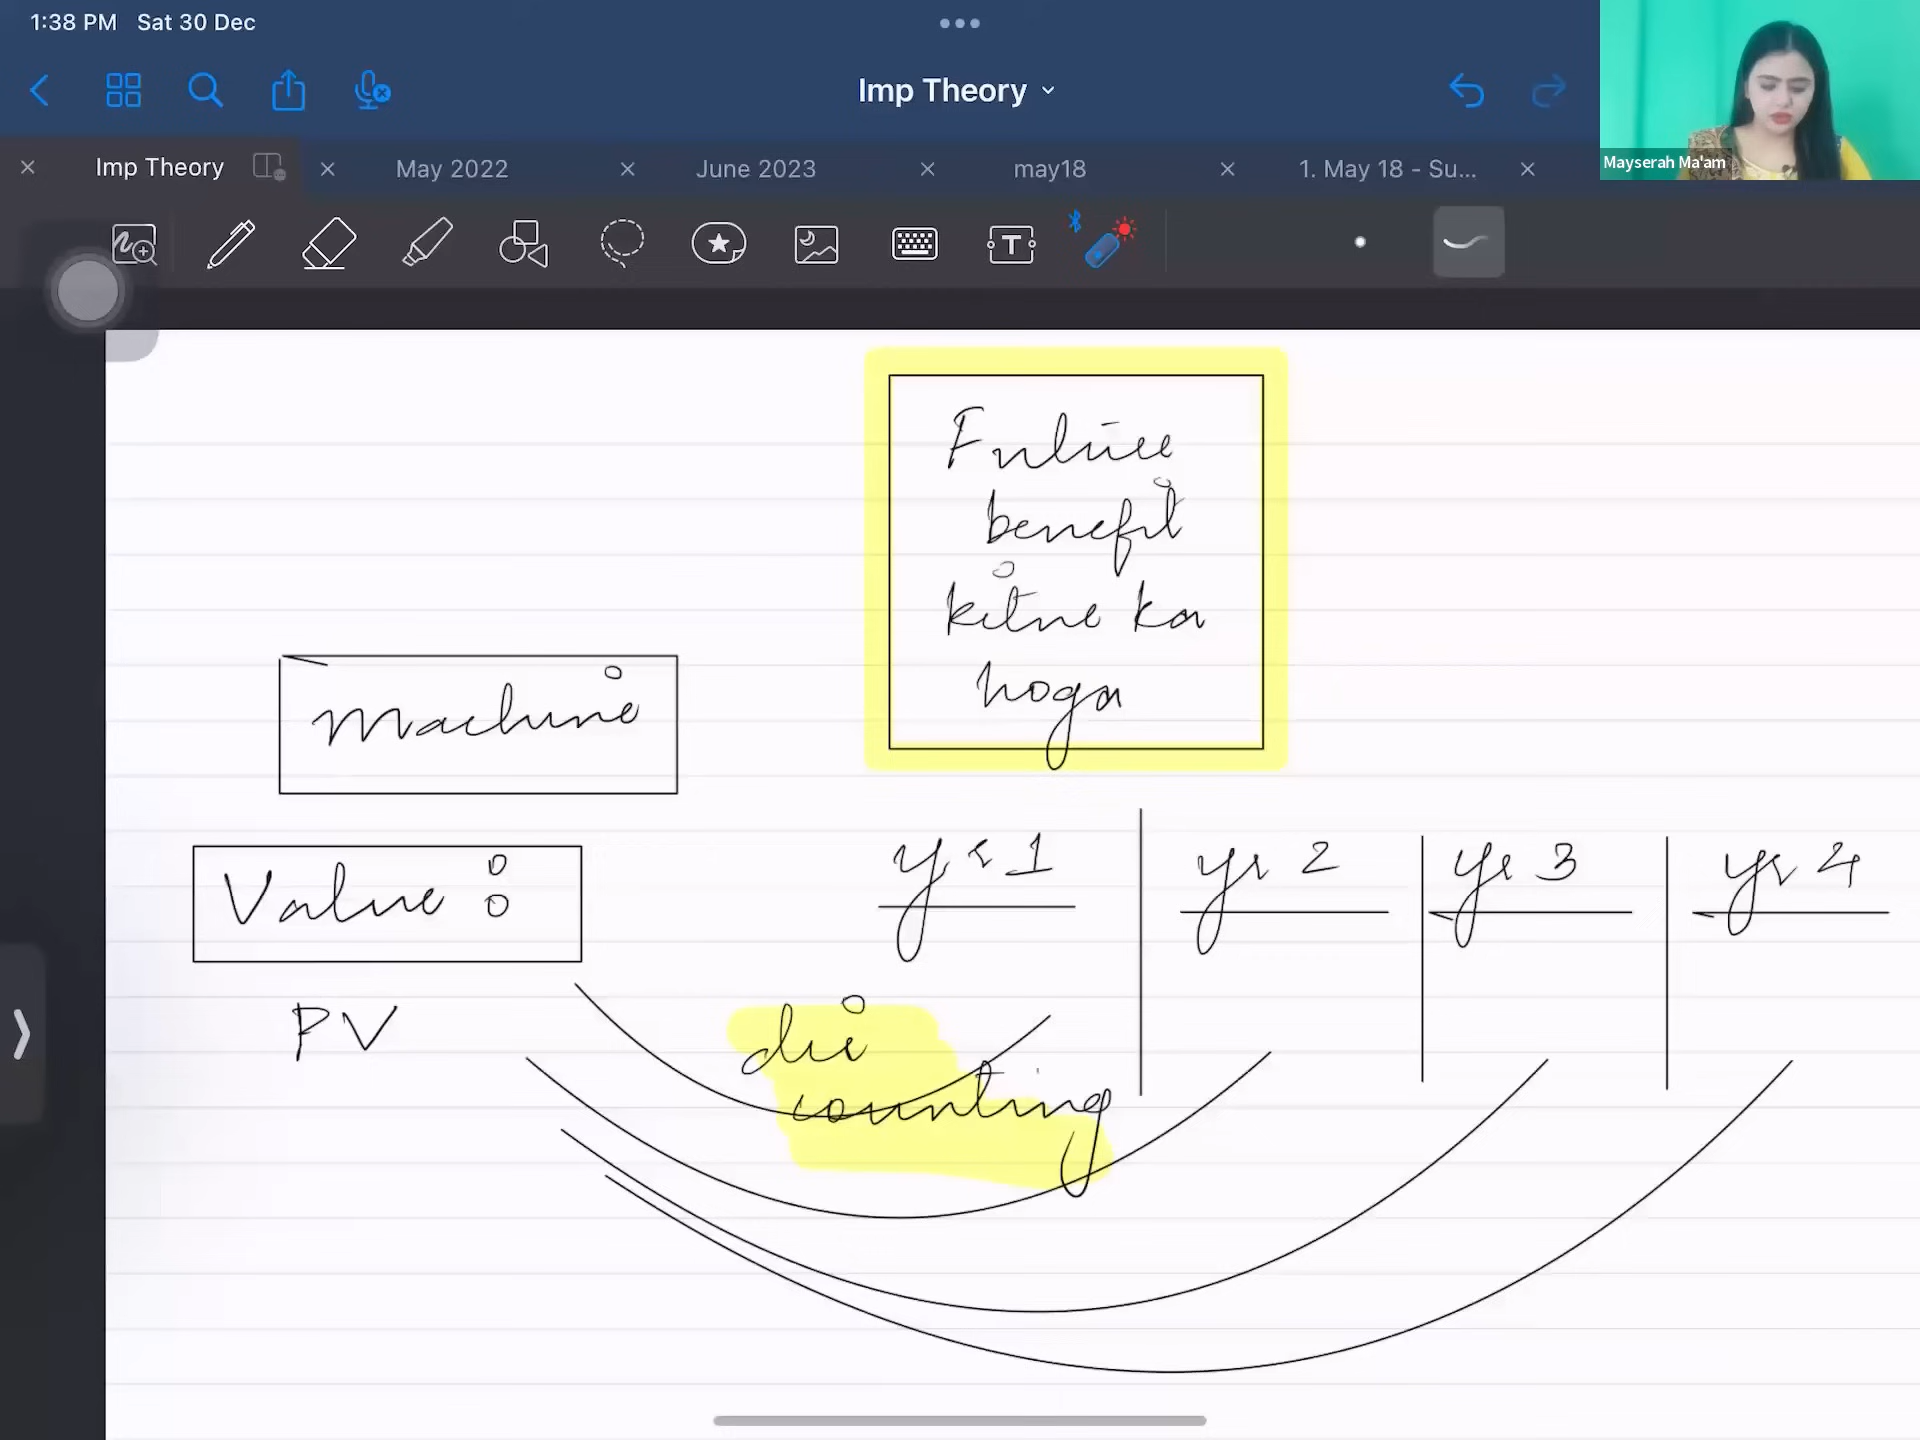 1:38 PM Sat 30 Dec
Imp Theory
Mayserah Ma'am
Imp Theory
May 2022
June 2023
may18
1. May 18 - Su...
T
Future
benefit
kitne ka
hoga
Machine
Value :
yr 1
yr 2
yr 3
yr 4
PV
dis
counting